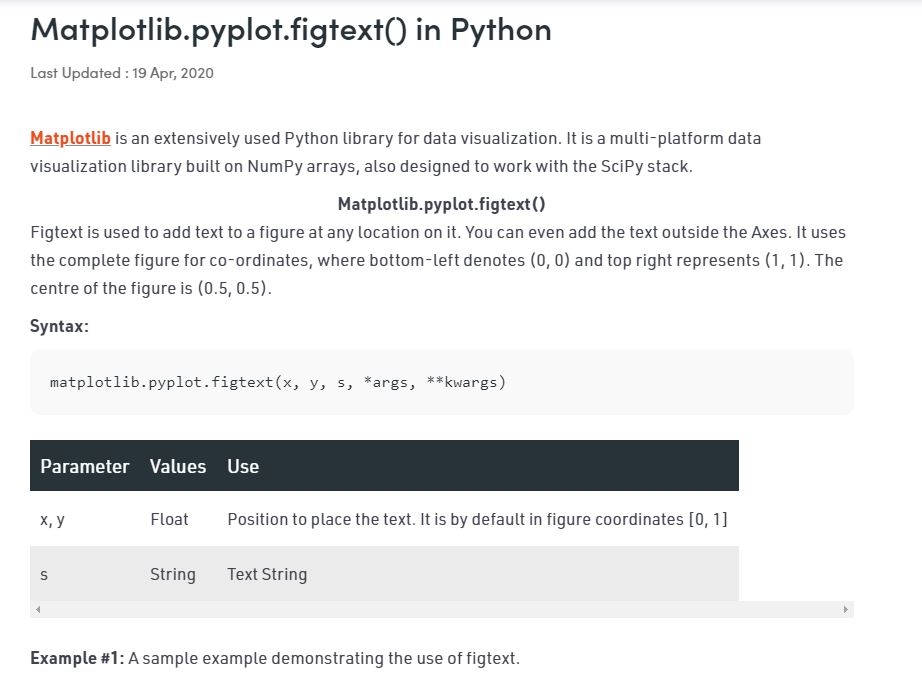 Matplotlib.pyplot.figtext() in Python
Last Updated : 19 Apr, 2020
Matplotlib is an extensively used Python library for data visualization. It is a multi-platform data
visualization library built on NumPy arrays, also designed to work with the SciPy stack.
Matplotlib.pyplot.figtext()
Figtext is used to add text to a figure at any location on it. You can even add the text outside the Axes. It uses
the complete figure for co-ordinates, where bottom-left denotes (0, 0) and top right represents (1, 1). The
centre of the figure is (0.5, 0.5).
Syntax:
matplotlib.pyplot.figtext(x, y, s, *args, **kwargs)
Parameter Values Use
x, y Float Position to place the text. It is by default in figure coordinates [0, 1]
s String Text String
Example #1: A sample example demonstrating the use of figtext.